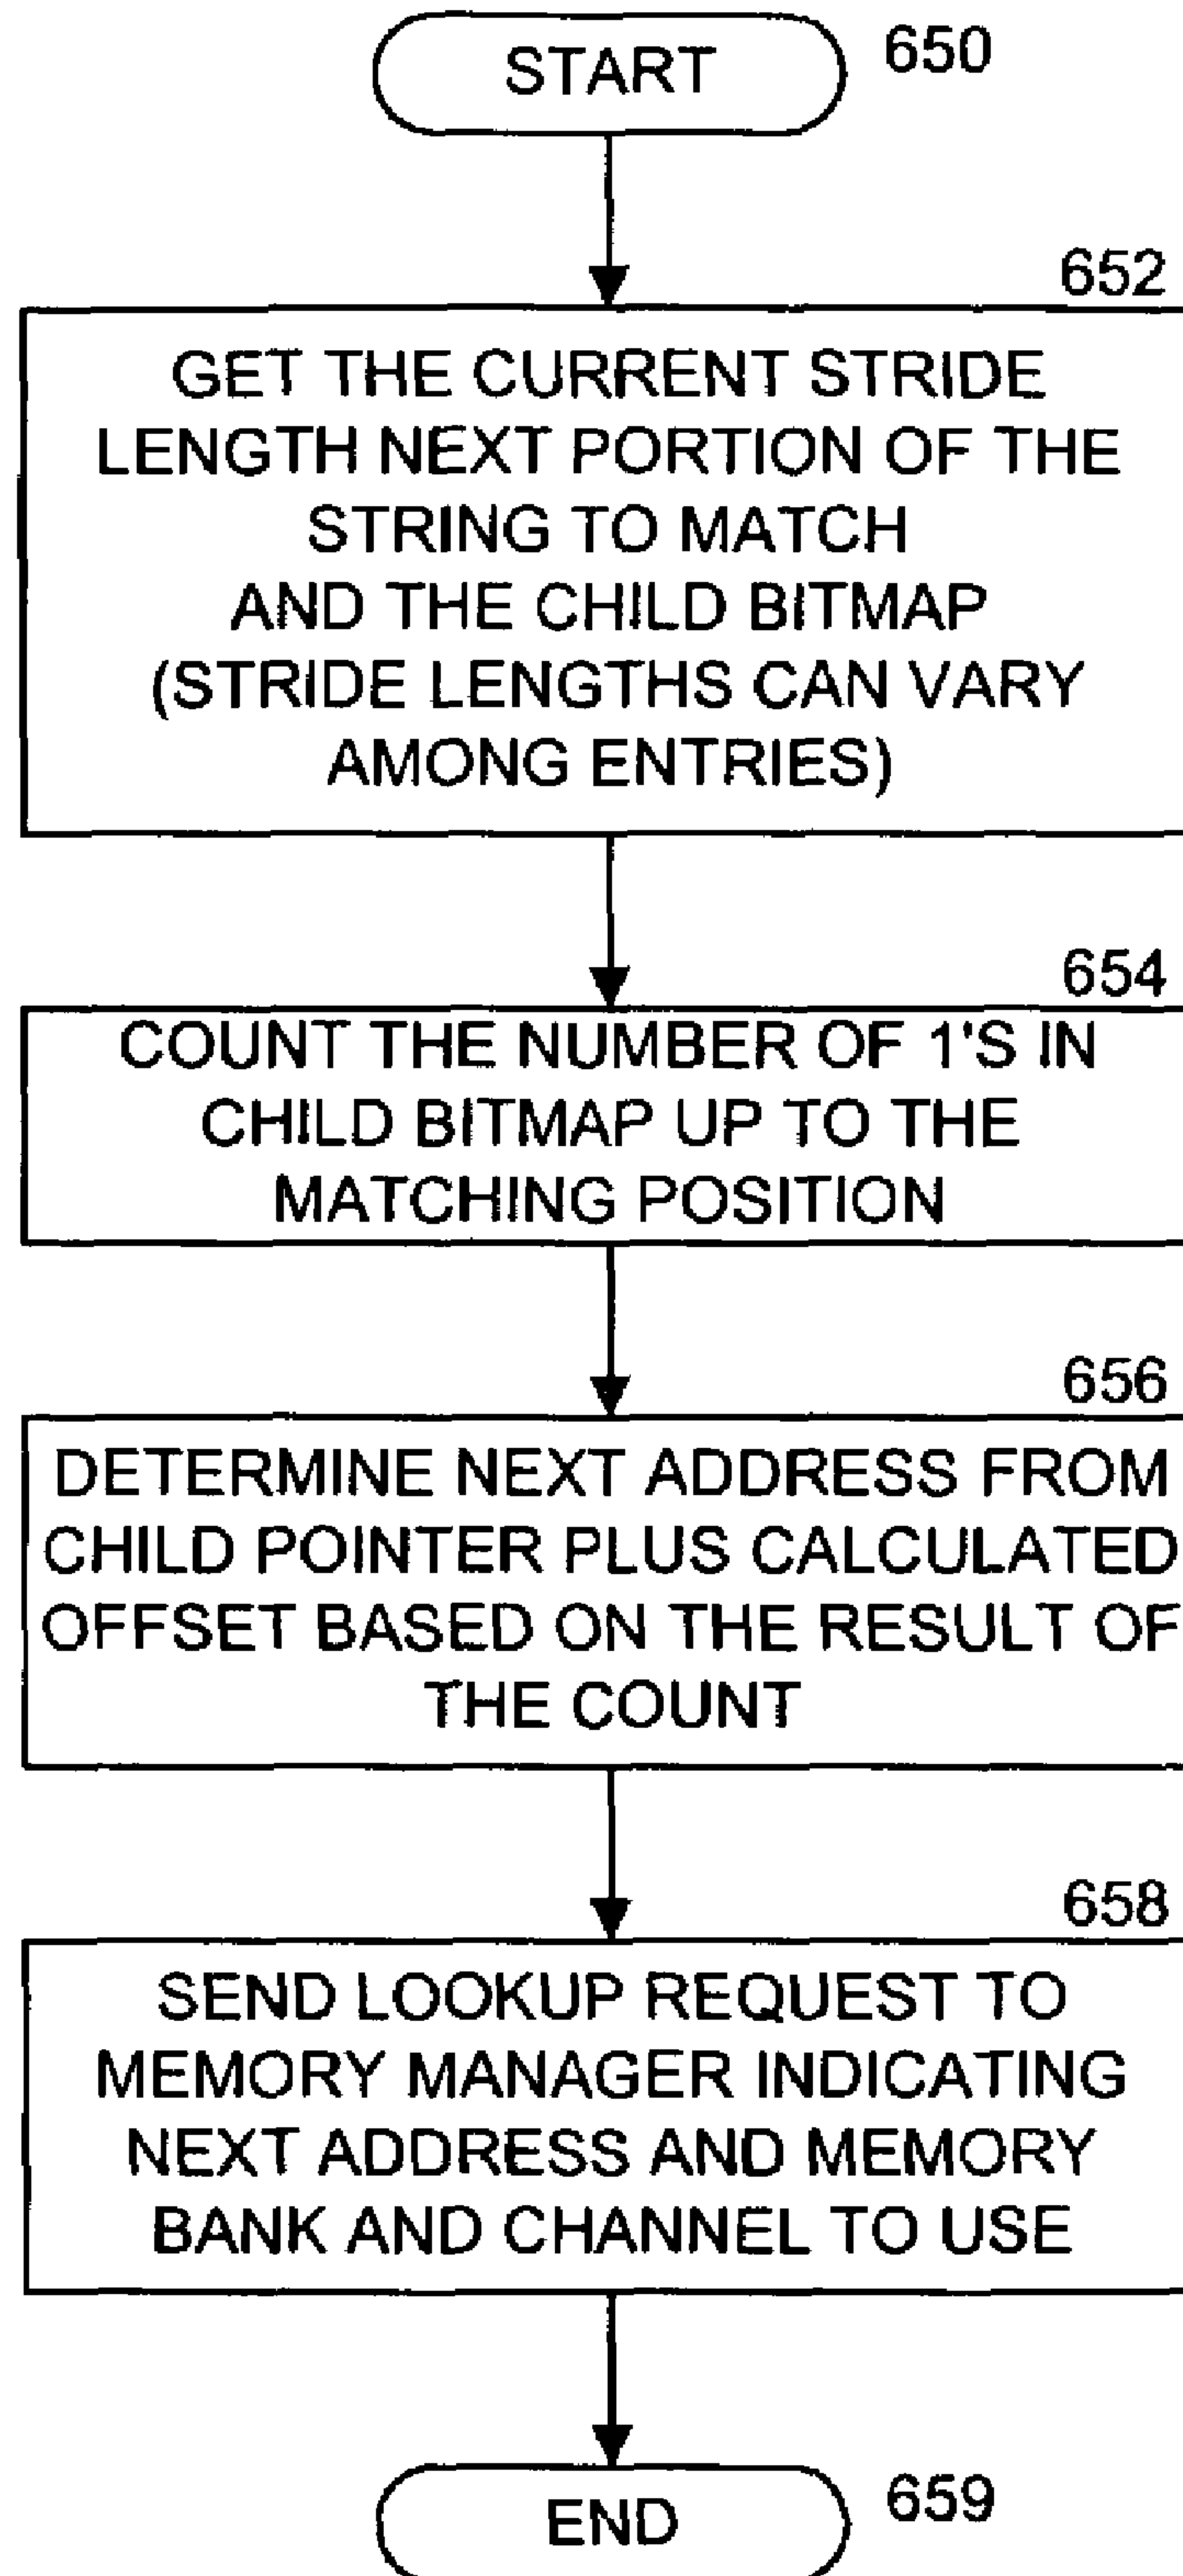 START
650
652
GET THE CURRENT STRIDE
LENGTH NEXT PORTION OF THE
STRING TO MATCH
AND THE CHILD BITMAP
(STRIDE LENGTHS CAN VARY
AMONG ENTRIES)
654
COUNT THE NUMBER OF 1'S IN
CHILD BITMAP UP TO THE
MATCHING POSITION
656
DETERMINE NEXT ADDRESS FROM
CHILD POINTER PLUS CALCULATED
OFFSET BASED ON THE RESULT OF
THE COUNT
658
SEND LOOKUP REQUEST TO
MEMORY MANAGER INDICATING
NEXT ADDRESS AND MEMORY
BANK AND CHANNEL TO USE
END
659